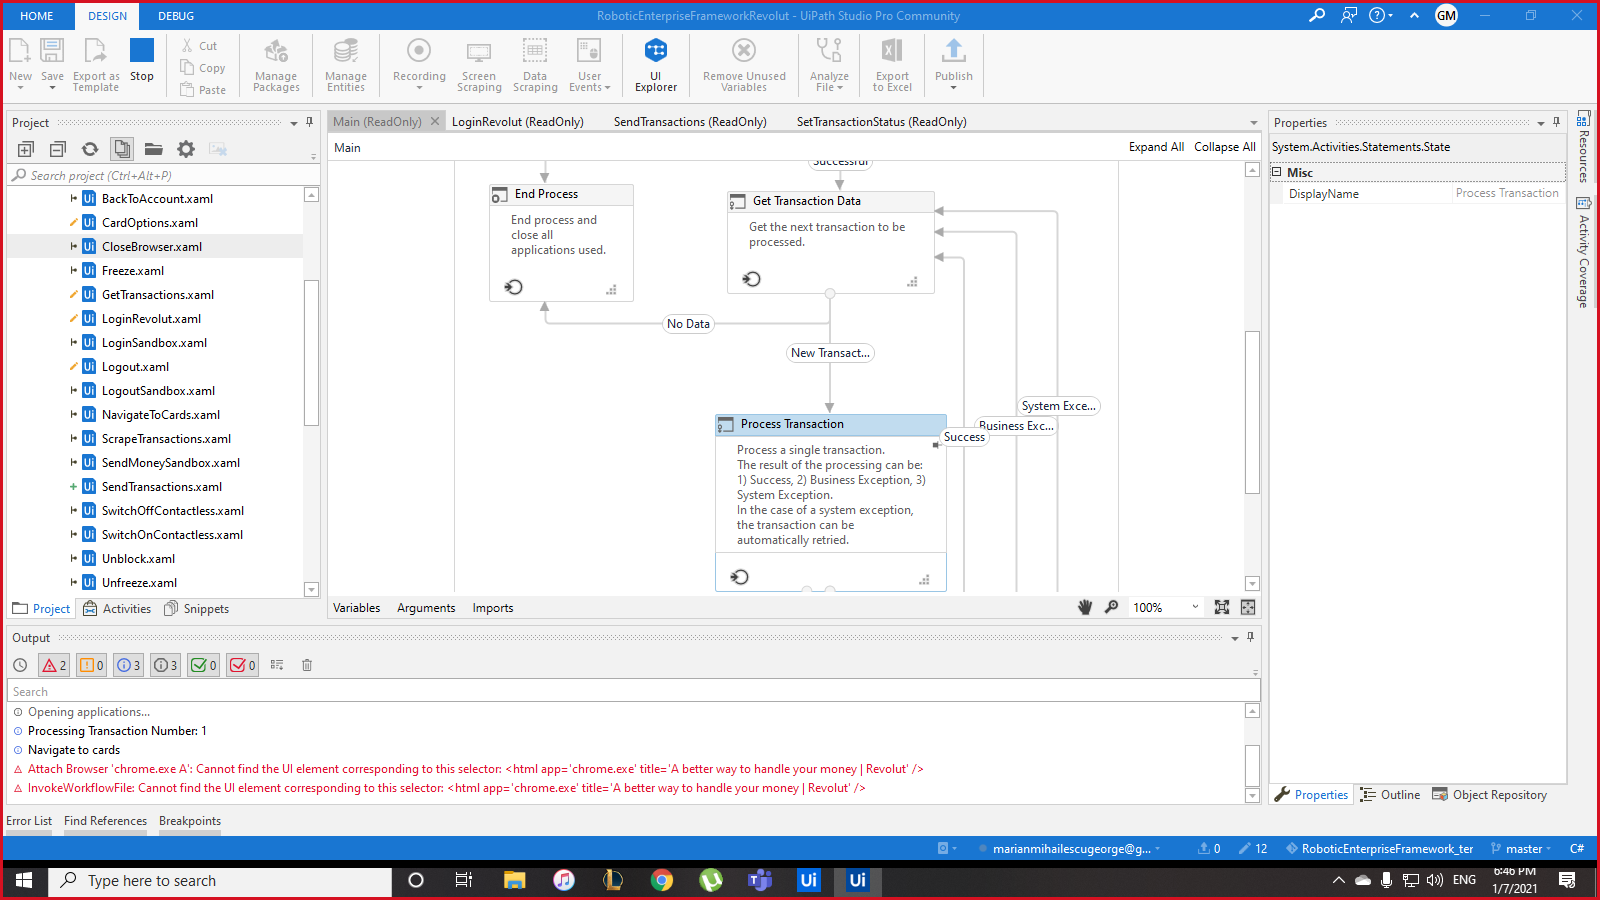 HOME DESIGN DEBUG RoboticEnterpriseFrameworkRevolut - UiPath Studio Pro Community GM
New Save Export as Template Stop
Cut
Copy
Paste
Manage Packages Manage Entities Recording Screen Scraping Data Scraping User Events UI Explorer Remove Unused Variables Analyze File Export to Excel Publish
Project
Search project (Ctrl+Alt+P)
BackToAccount.xaml
CardOptions.xaml
CloseBrowser.xaml
Freeze.xaml
GetTransactions.xaml
LoginRevolut.xaml
LoginSandbox.xaml
Logout.xaml
LogoutSandbox.xaml
NavigateToCards.xaml
ScrapeTransactions.xaml
SendMoneySandbox.xaml
SendTransactions.xaml
SwitchOffContactless.xaml
SwitchOnContactless.xaml
Unblock.xaml
Unfreeze.xaml
Project Activities Snippets
Main (ReadOnly) LoginRevolut (ReadOnly) SendTransactions (ReadOnly) SetTransactionStatus (ReadOnly)
Main Expand All Collapse All
Successful
End Process
End process and
close all
applications used.
Get Transaction Data
Get the next transaction to be
processed.
No Data
New Transact...
System Exce...
Business Exc...
Success
Process Transaction
Process a single transaction.
The result of the processing can be:
1) Success, 2) Business Exception, 3)
System Exception.
In the case of a system exception,
the transaction can be
automatically retried.
Variables Arguments Imports 100%
Properties
System.Activities.Statements.State
Misc
DisplayName Process Transaction
Resources
Activity Coverage
Properties Outline Object Repository
Output
2 0 3 3 0 0
Search
Opening applications...
Processing Transaction Number: 1
Navigate to cards
Attach Browser 'chrome.exe A': Cannot find the UI element corresponding to this selector: <html app='chrome.exe' title='A better way to handle your money | Revolut' />
InvokeWorkflowFile: Cannot find the UI element corresponding to this selector: <html app='chrome.exe' title='A better way to handle your money | Revolut' />
Error List Find References Breakpoints
marianmihailescugeorge@g... 0 12 RoboticEnterpriseFramework_ter master C#
Type here to search
Ui Ui
ENG
6:46 PM
1/7/2021